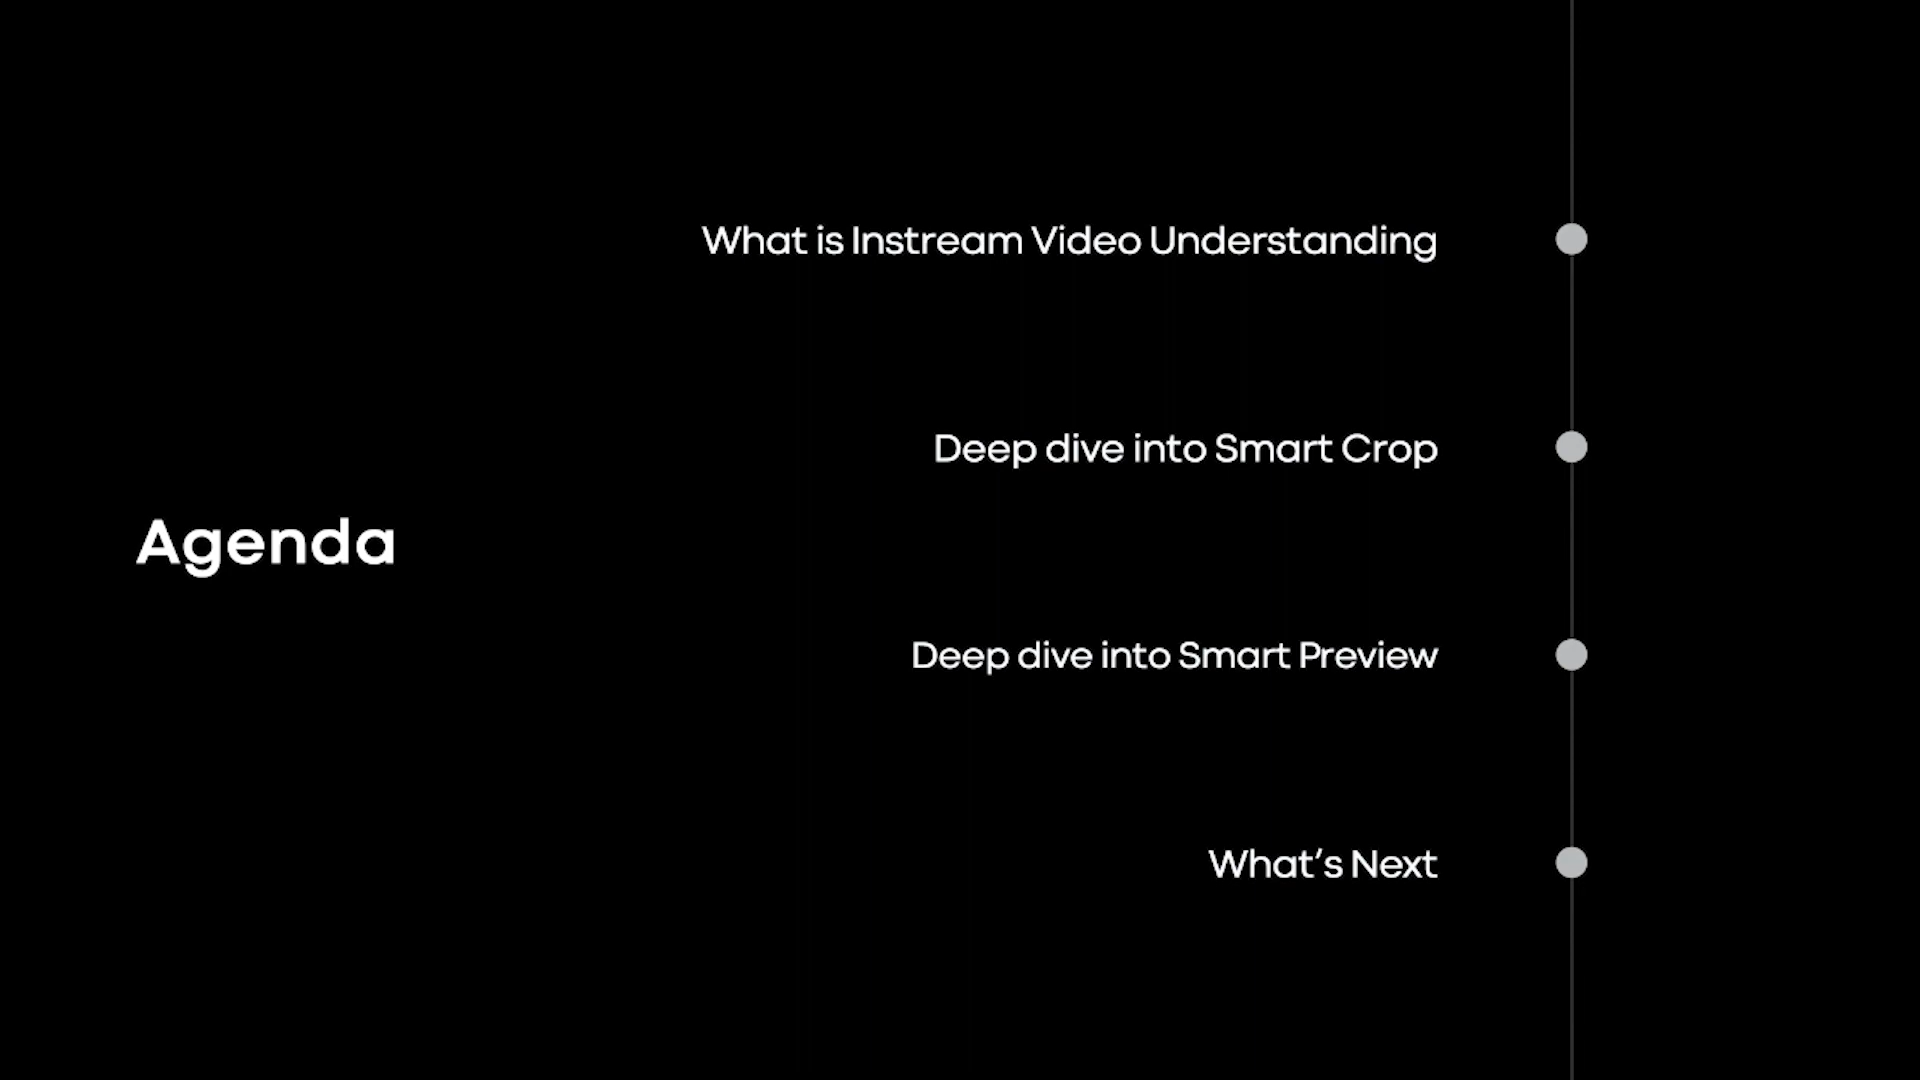 Agenda
What is Instream Video Understanding
Deep dive into Smart Crop
Deep dive into Smart Preview
What’s Next